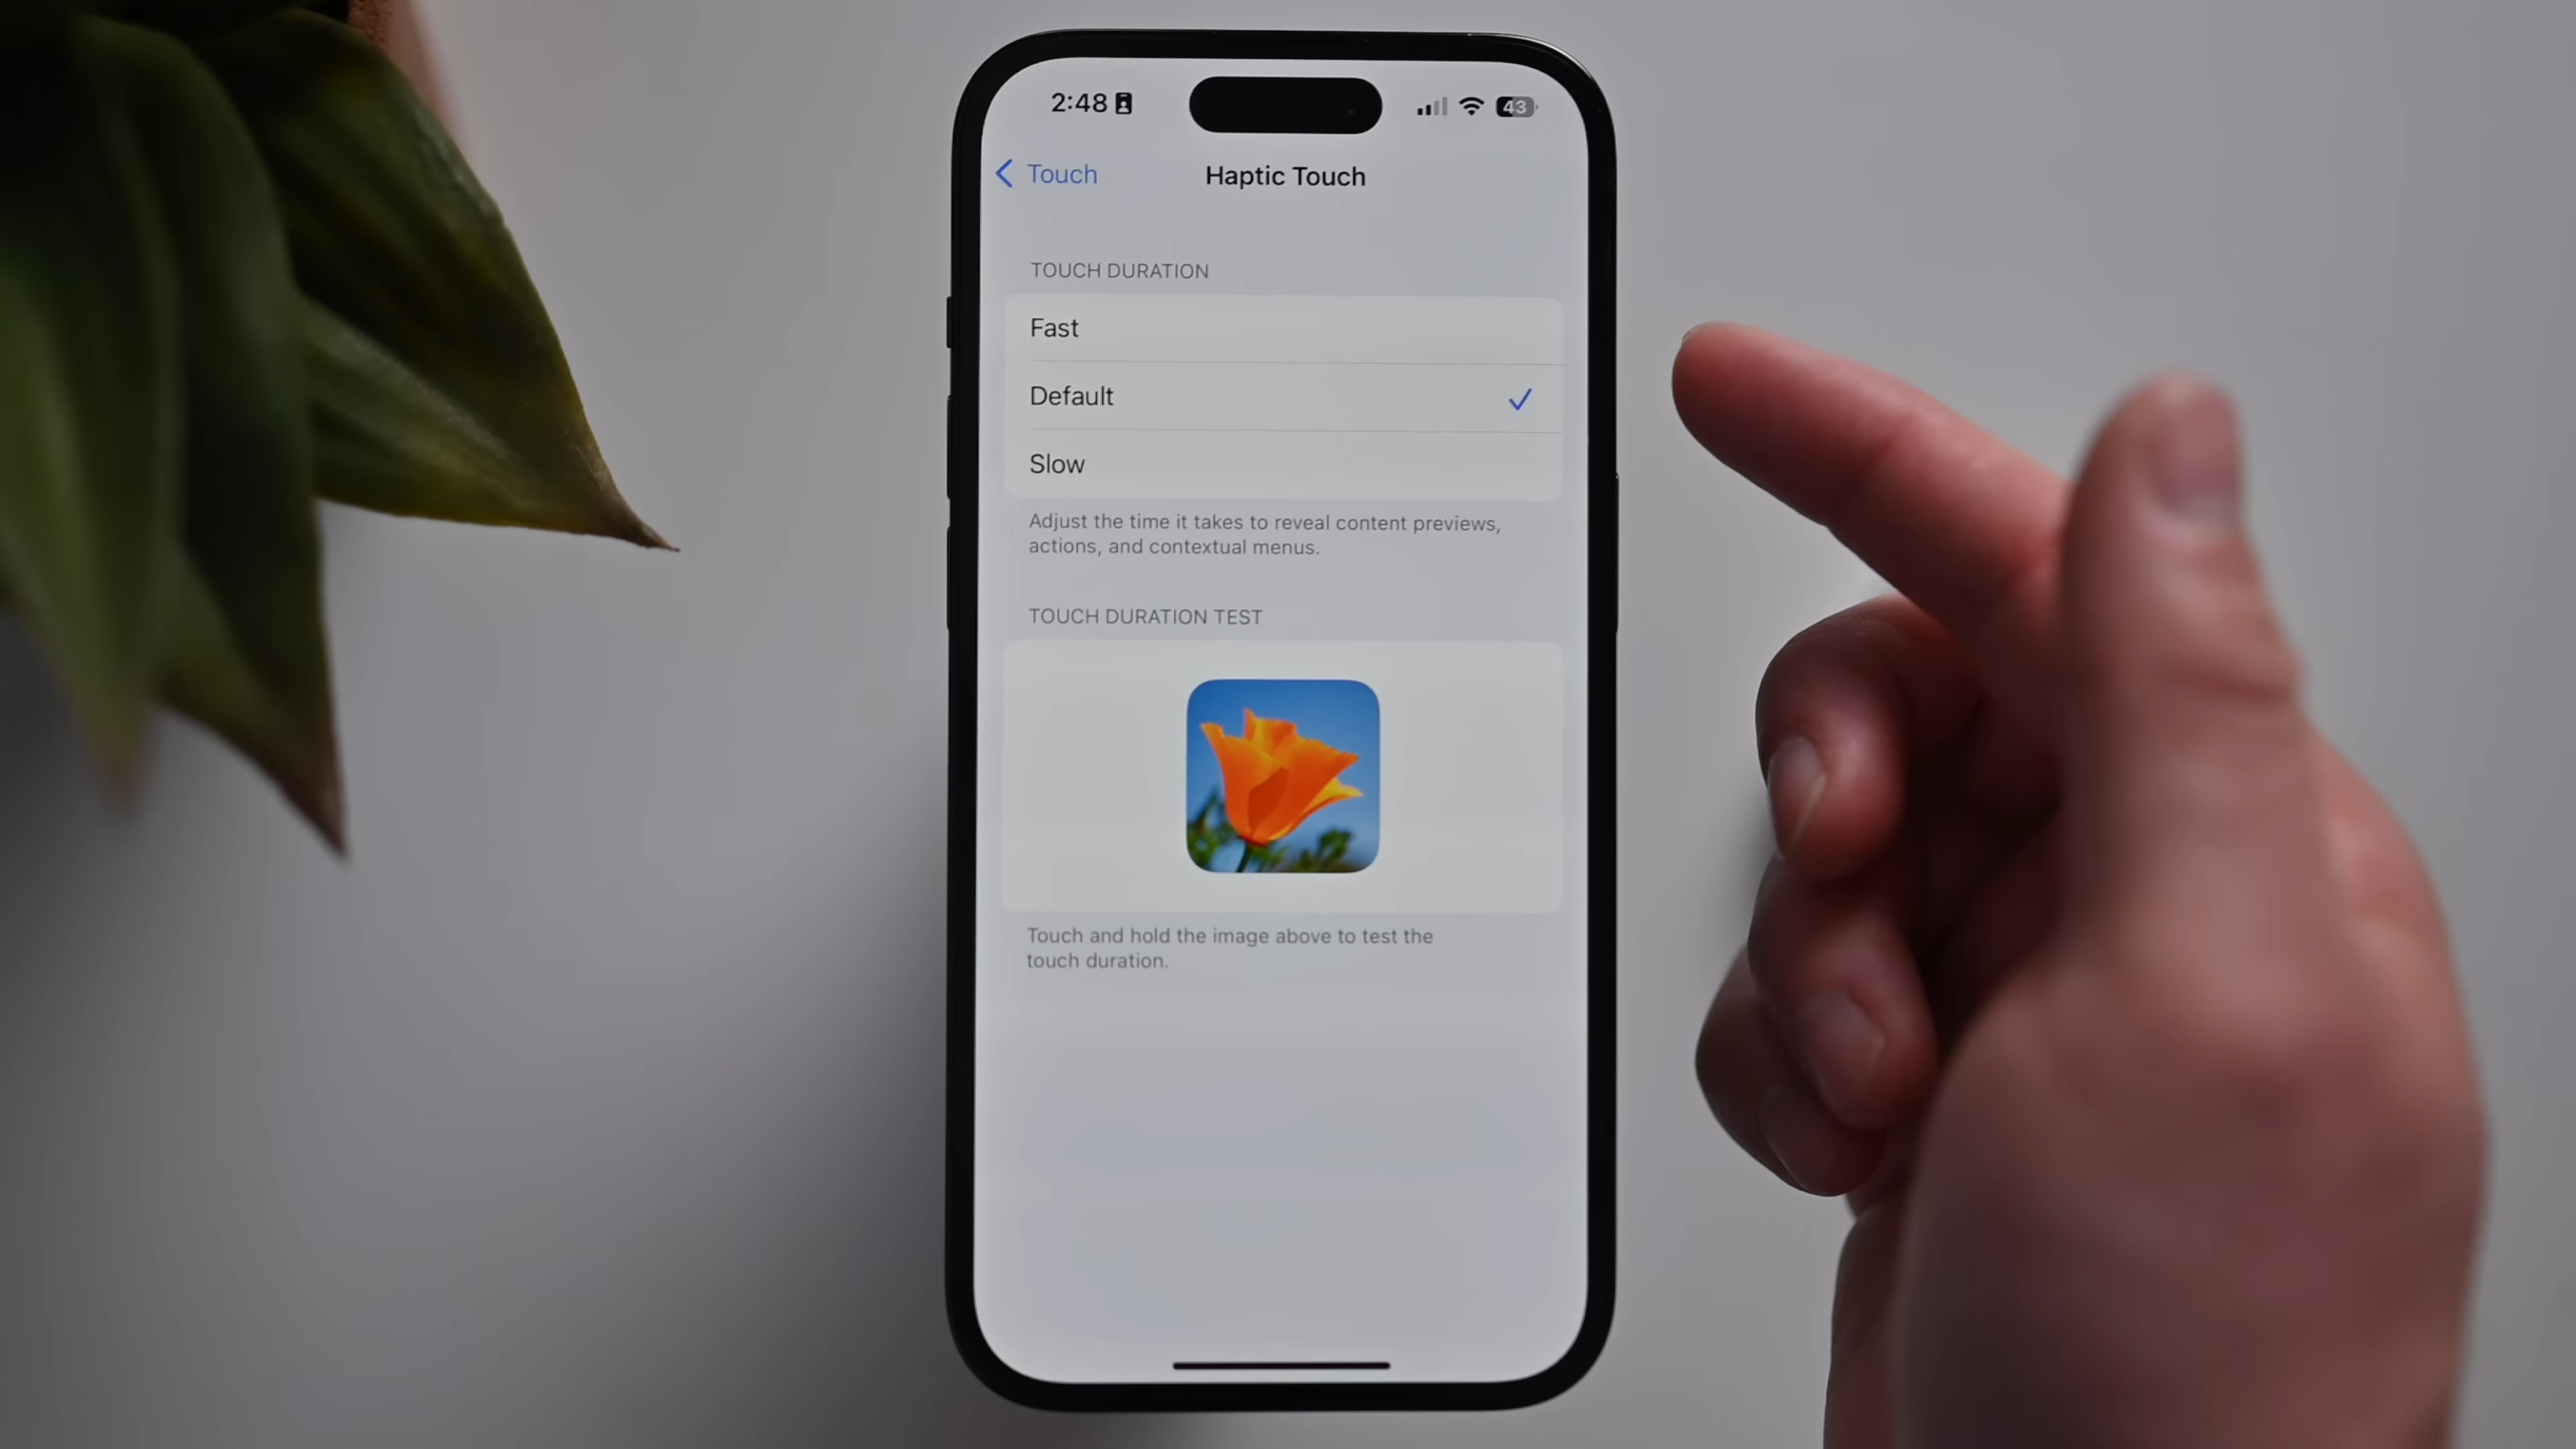 2:48
43
Touch
Haptic Touch
TOUCH DURATION
Fast
Default
Slow
Adjust the time it takes to reveal content previews,
actions, and contextual menus.
TOUCH DURATION TEST
Touch and hold the image above to test the
touch duration.